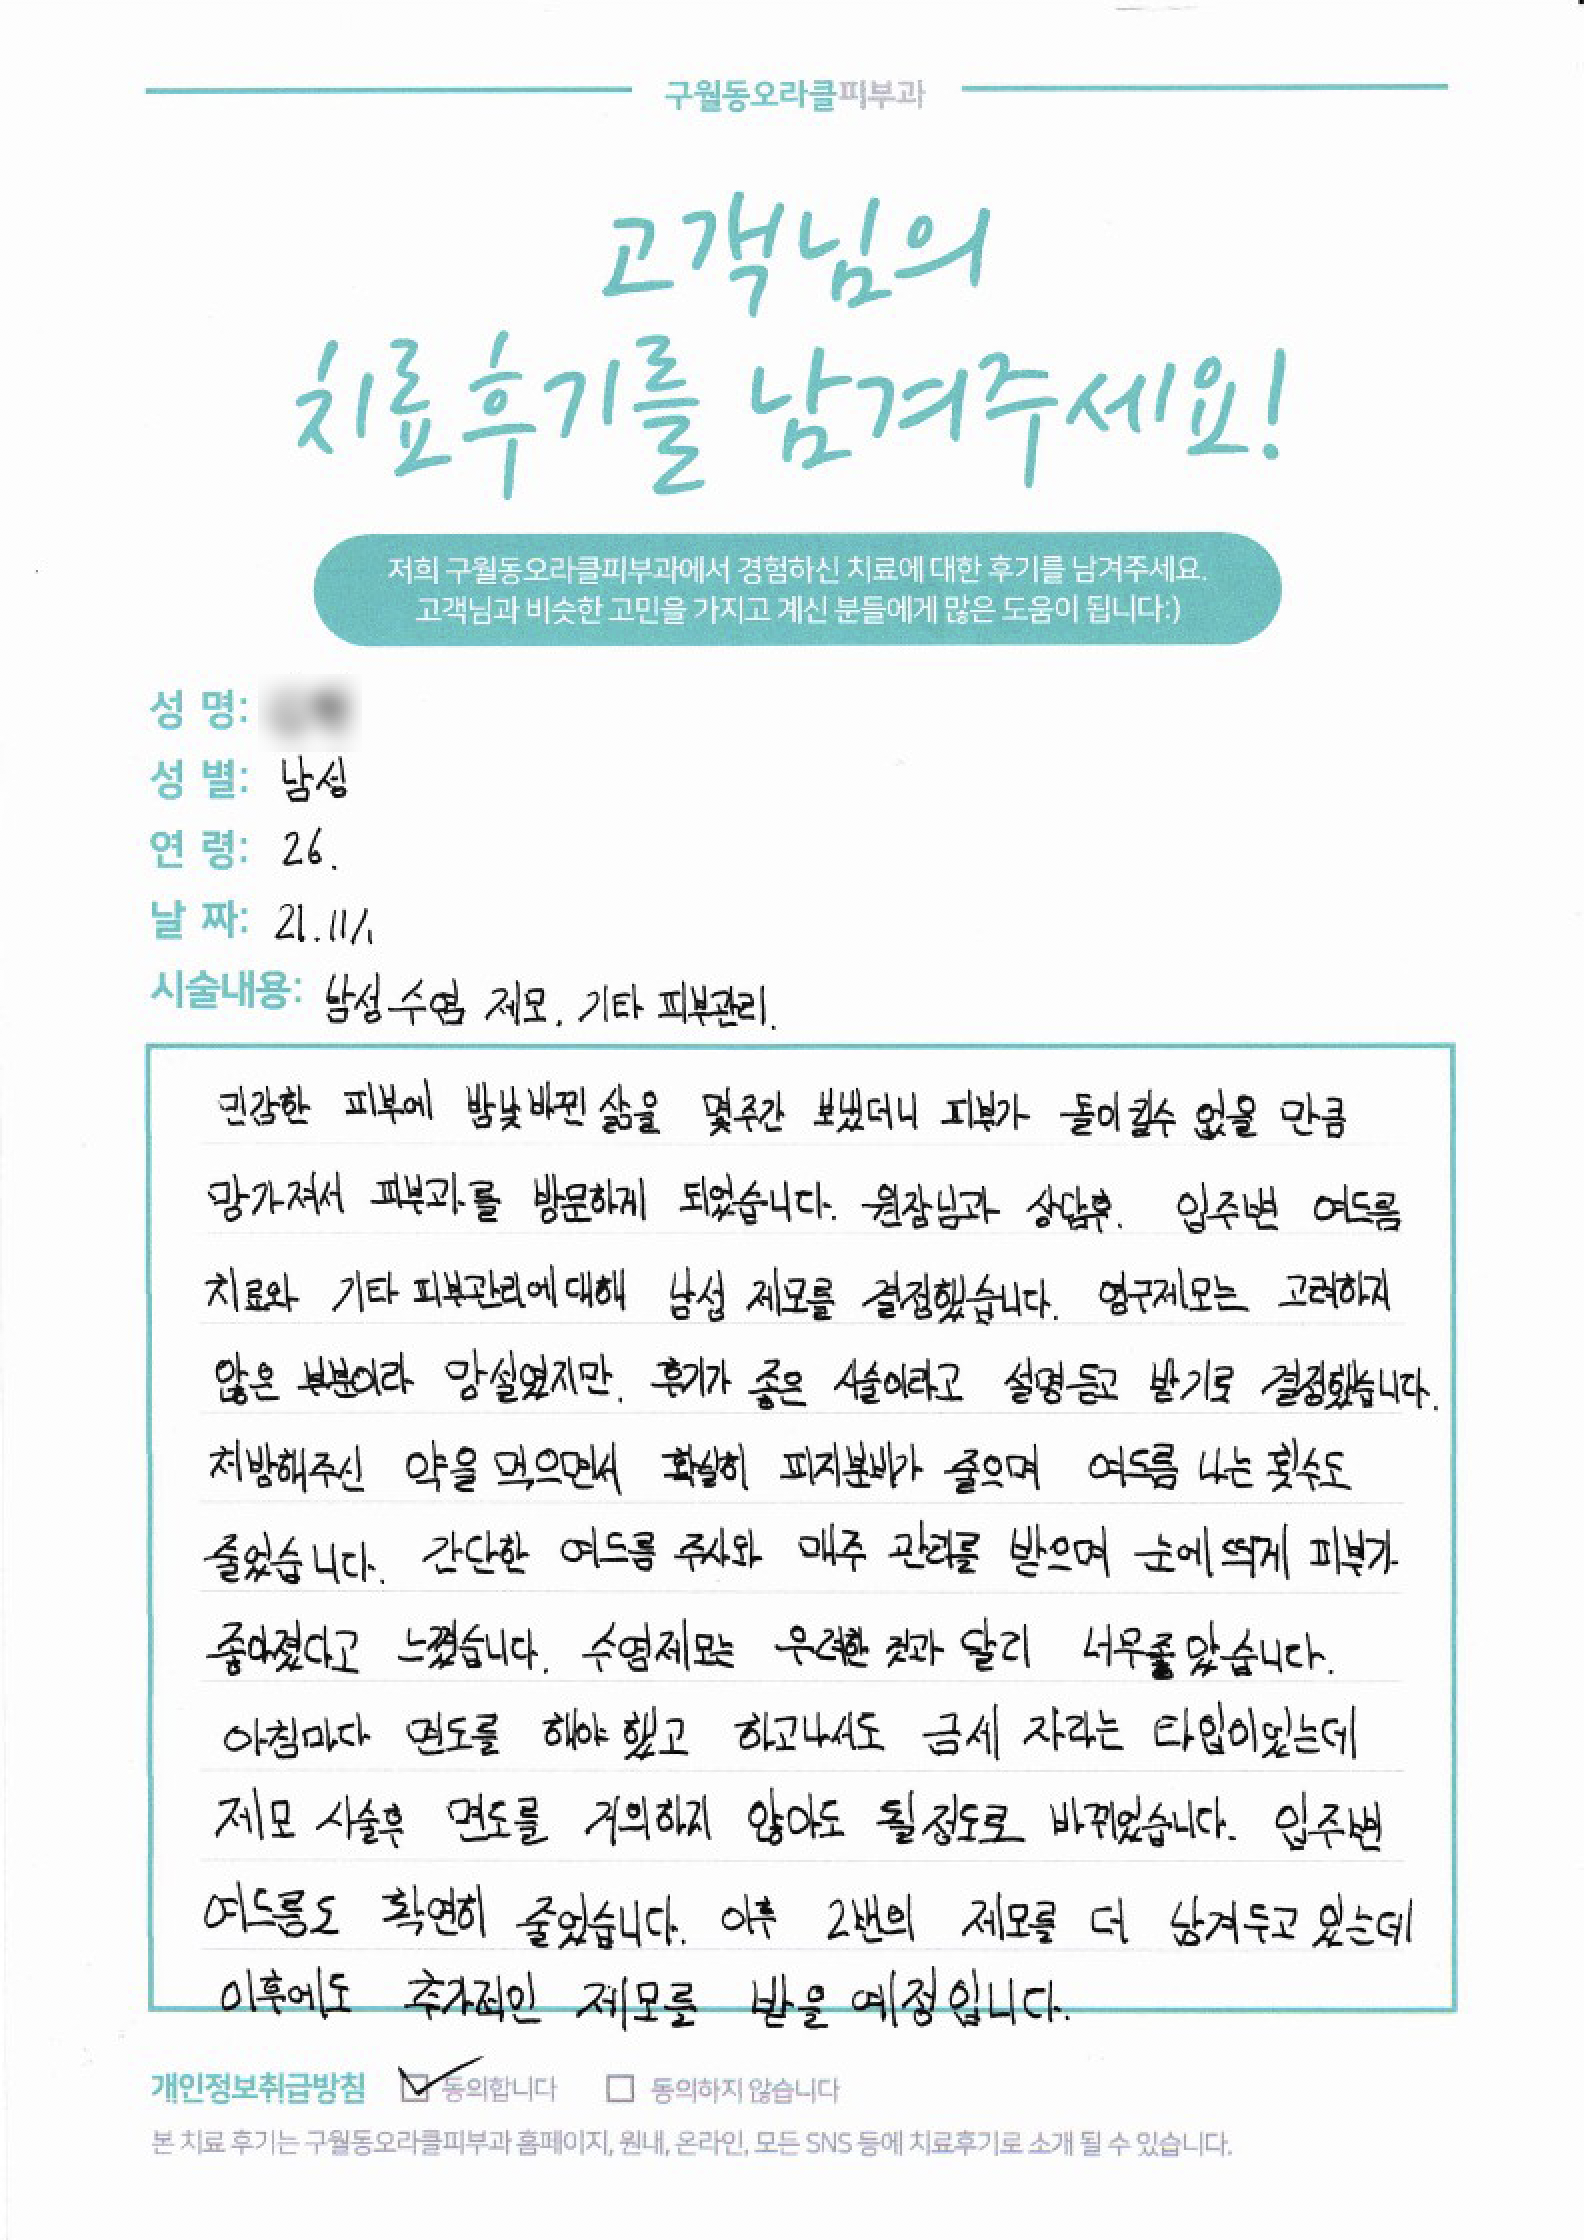 구월동오라클피부과
고객님의
치료후기를 남겨주세요!
저희 구월동오라클피부과에서 경험하신 치료에 대한 후기를 남겨주세요.
고객님과 비슷한 고민을 가지고 계신 분들에게 많은 도움이 됩니다:)
성 명:
성 별: 남성
연 령: 26.
날 짜: 21.11/1
시술내용: 남성수염 제모. 기타 피부관리.
민감한 피부에 밤낮바뀐 삶을 몇주간 보냈더니 피부가 돌이킬수 없을 만큼
망가져서 피부과를 방문하게 되었습니다. 원장님과 상담후. 입주변 여드름
치료와 기타 피부관리에 대해 남성 제모를 결정했습니다. 영구제모는 고려하지
않은 부분이라 망설였지만. 후기가 좋은 시술이라고 설명듣고 받기로 결정했습니다.
처방해주신 약을 먹으면서 확실히 피지분비가 줄으며 여드름 나는 횟수도
줄었습니다. 간단한 여드름 주사와 매주 관리를 받으며 눈에 띄게 피부가
좋아졌다고 느꼈습니다. 수염제모는 우려한 것과 달리 너무좋았습니다.
아침마다 면도를 해야 했고 하고나서도 금세 자라는 타입이였는데
제모 시술후 면도를 거의하지 않아도 될정도로 바뀌었습니다. 입주변
여드름도 확연히 줄었습니다. 이후 2번의 제모를 더 남겨두고 있는데
이후에도 추가적인 제모를 받을 예정입니다.
개인정보취급방침 동의합니다 동의하지 않습니다
본 치료 후기는 구월동오라클피부과 홈페이지, 원내, 온라인, 모든 SNS 등에 치료후기로 소개 될 수 있습니다.